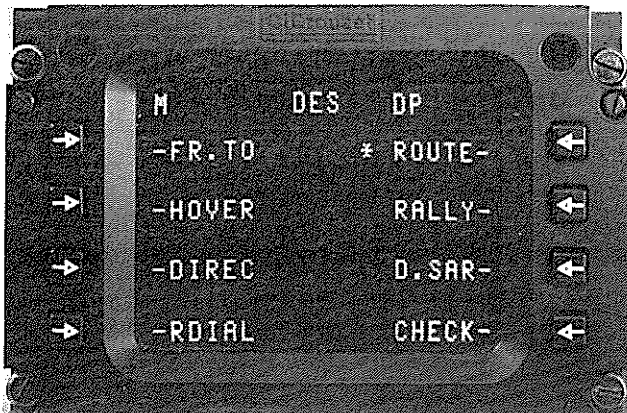 M DES DP
-FR.TO * ROUTE-
-HOVER RALLY-
-DIREC D.SAR-
-RDIAL CHECK-